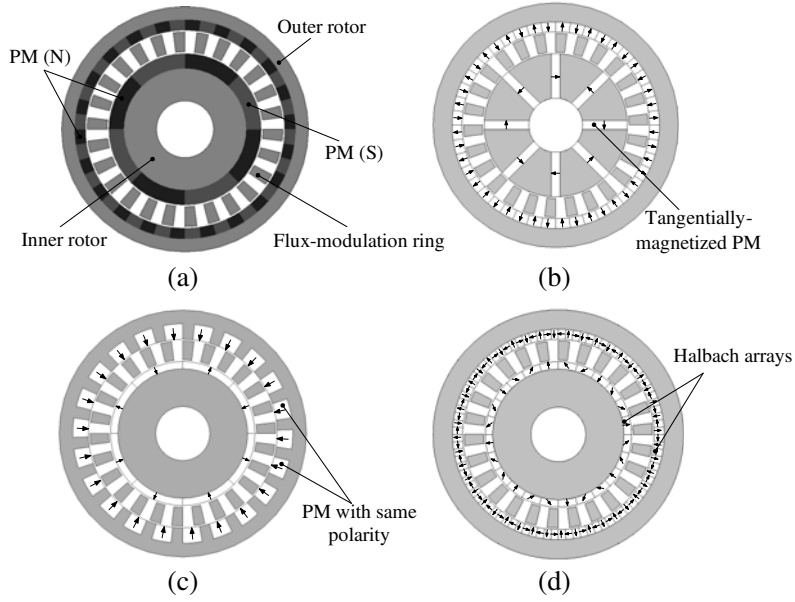 Outer rotor
PM (N)
PM (S)
Inner rotor
Flux-modulation ring
(a)
Tangentially-
magnetized PM
(b)
PM with same
polarity
(c)
Halbach arrays
(d)